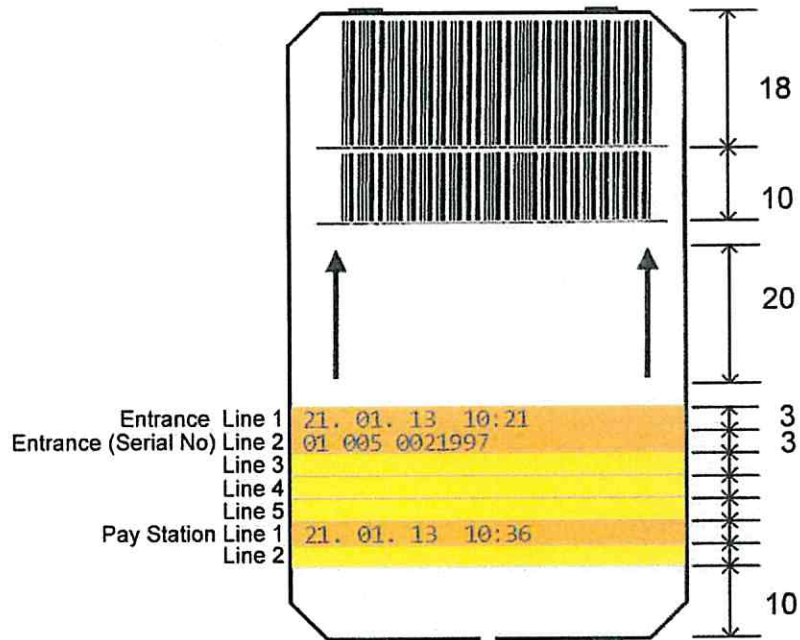 18
10
20
Entrance Line 1 21. 01. 13 10:21 3
Entrance (Serial No) Line 2 01 005 0021997 3
Line 3
Line 4
Line 5
Pay Station Line 1 21. 01. 13 10:36
Line 2
10